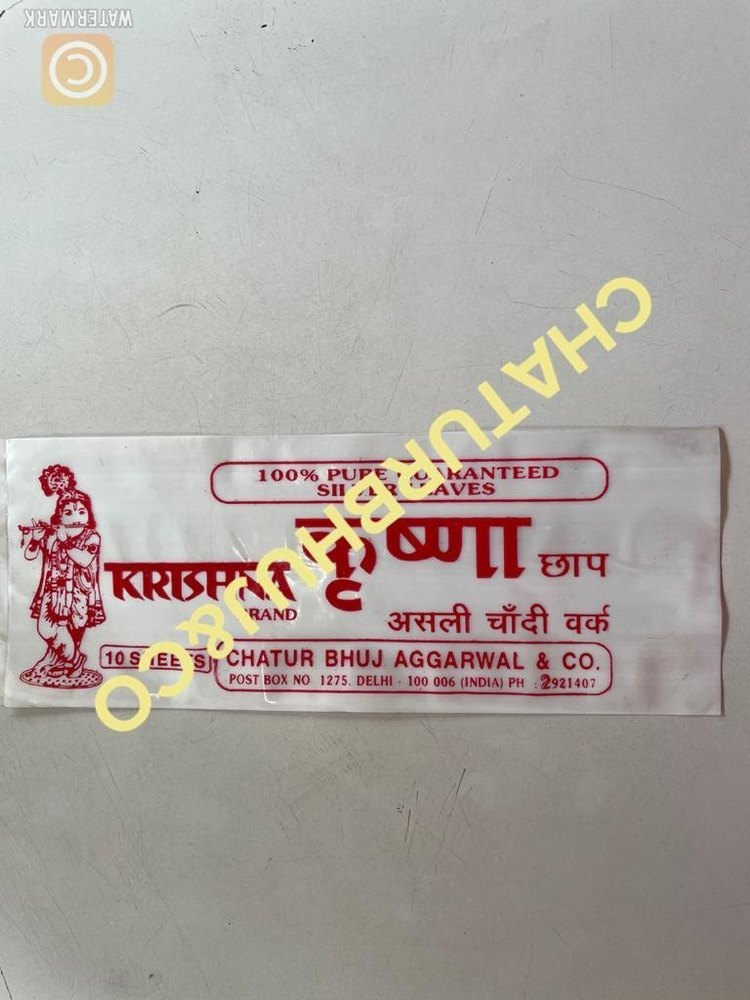 WATERMARK
©
CHATURBHUJ&CO
100% PURE GUARANTEED
SILVER LEAVES
KRISHNA
BRAND
कृष्णा छाप
असली चाँदी वर्क
10 SHEETS
CHATUR BHUJ AGGARWAL & CO.
POST BOX NO 1275. DELHI - 100 006 (INDIA) PH : 2921407